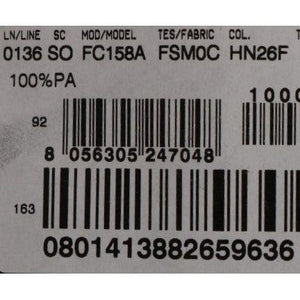 LN/LINE SC MOD/MODEL TES/FABRIC COL.
0136 SO FC158A FSM0C HN26F
100%PA
1000
92
8 056305 247048
163
0801413882659636